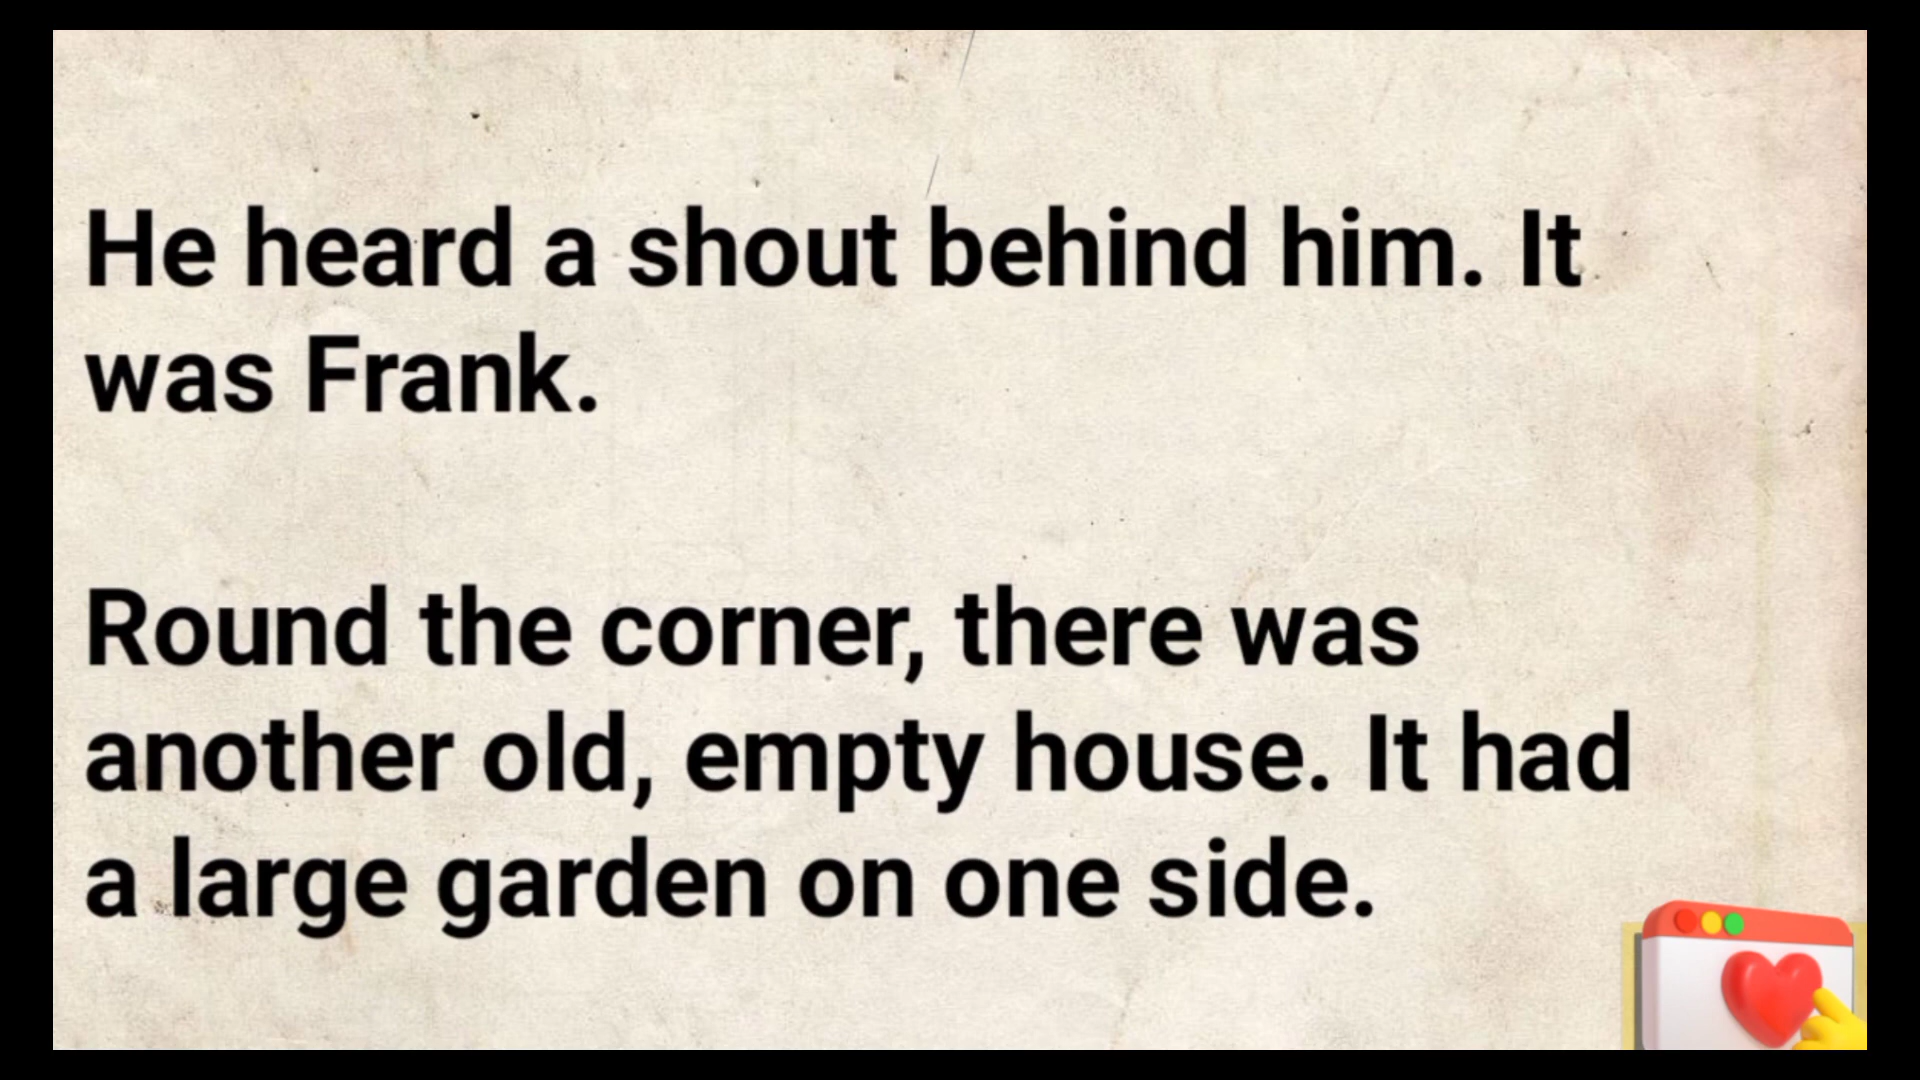 He heard a shout behind him. It
was Frank.
Round the corner, there was
another old, empty house. It had
a large garden on one side.